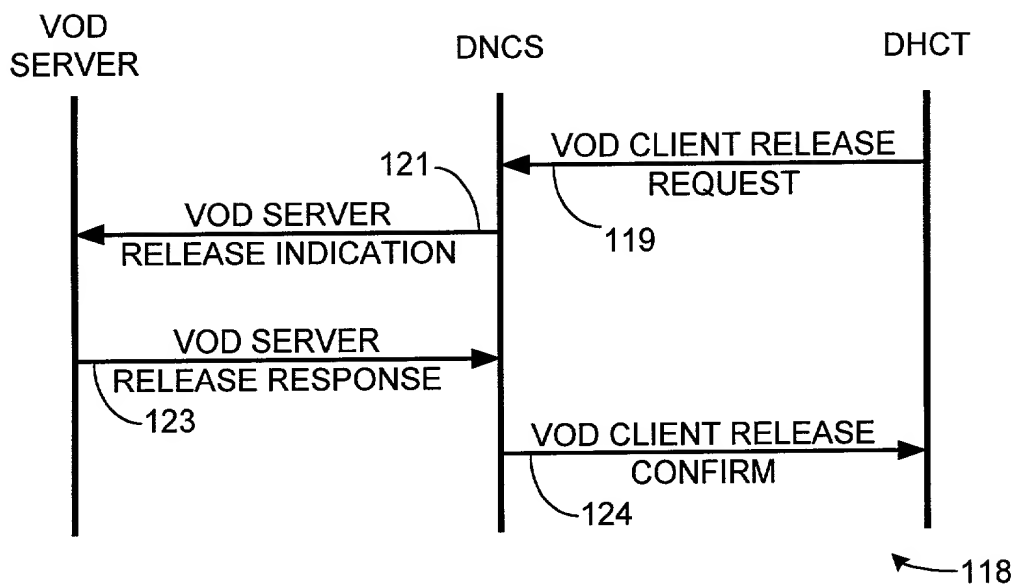 VOD
SERVER
DNCS
DHCT
VOD CLIENT RELEASE
REQUEST
119
121
VOD SERVER
RELEASE INDICATION
VOD SERVER
RELEASE RESPONSE
123
VOD CLIENT RELEASE
CONFIRM
124
118